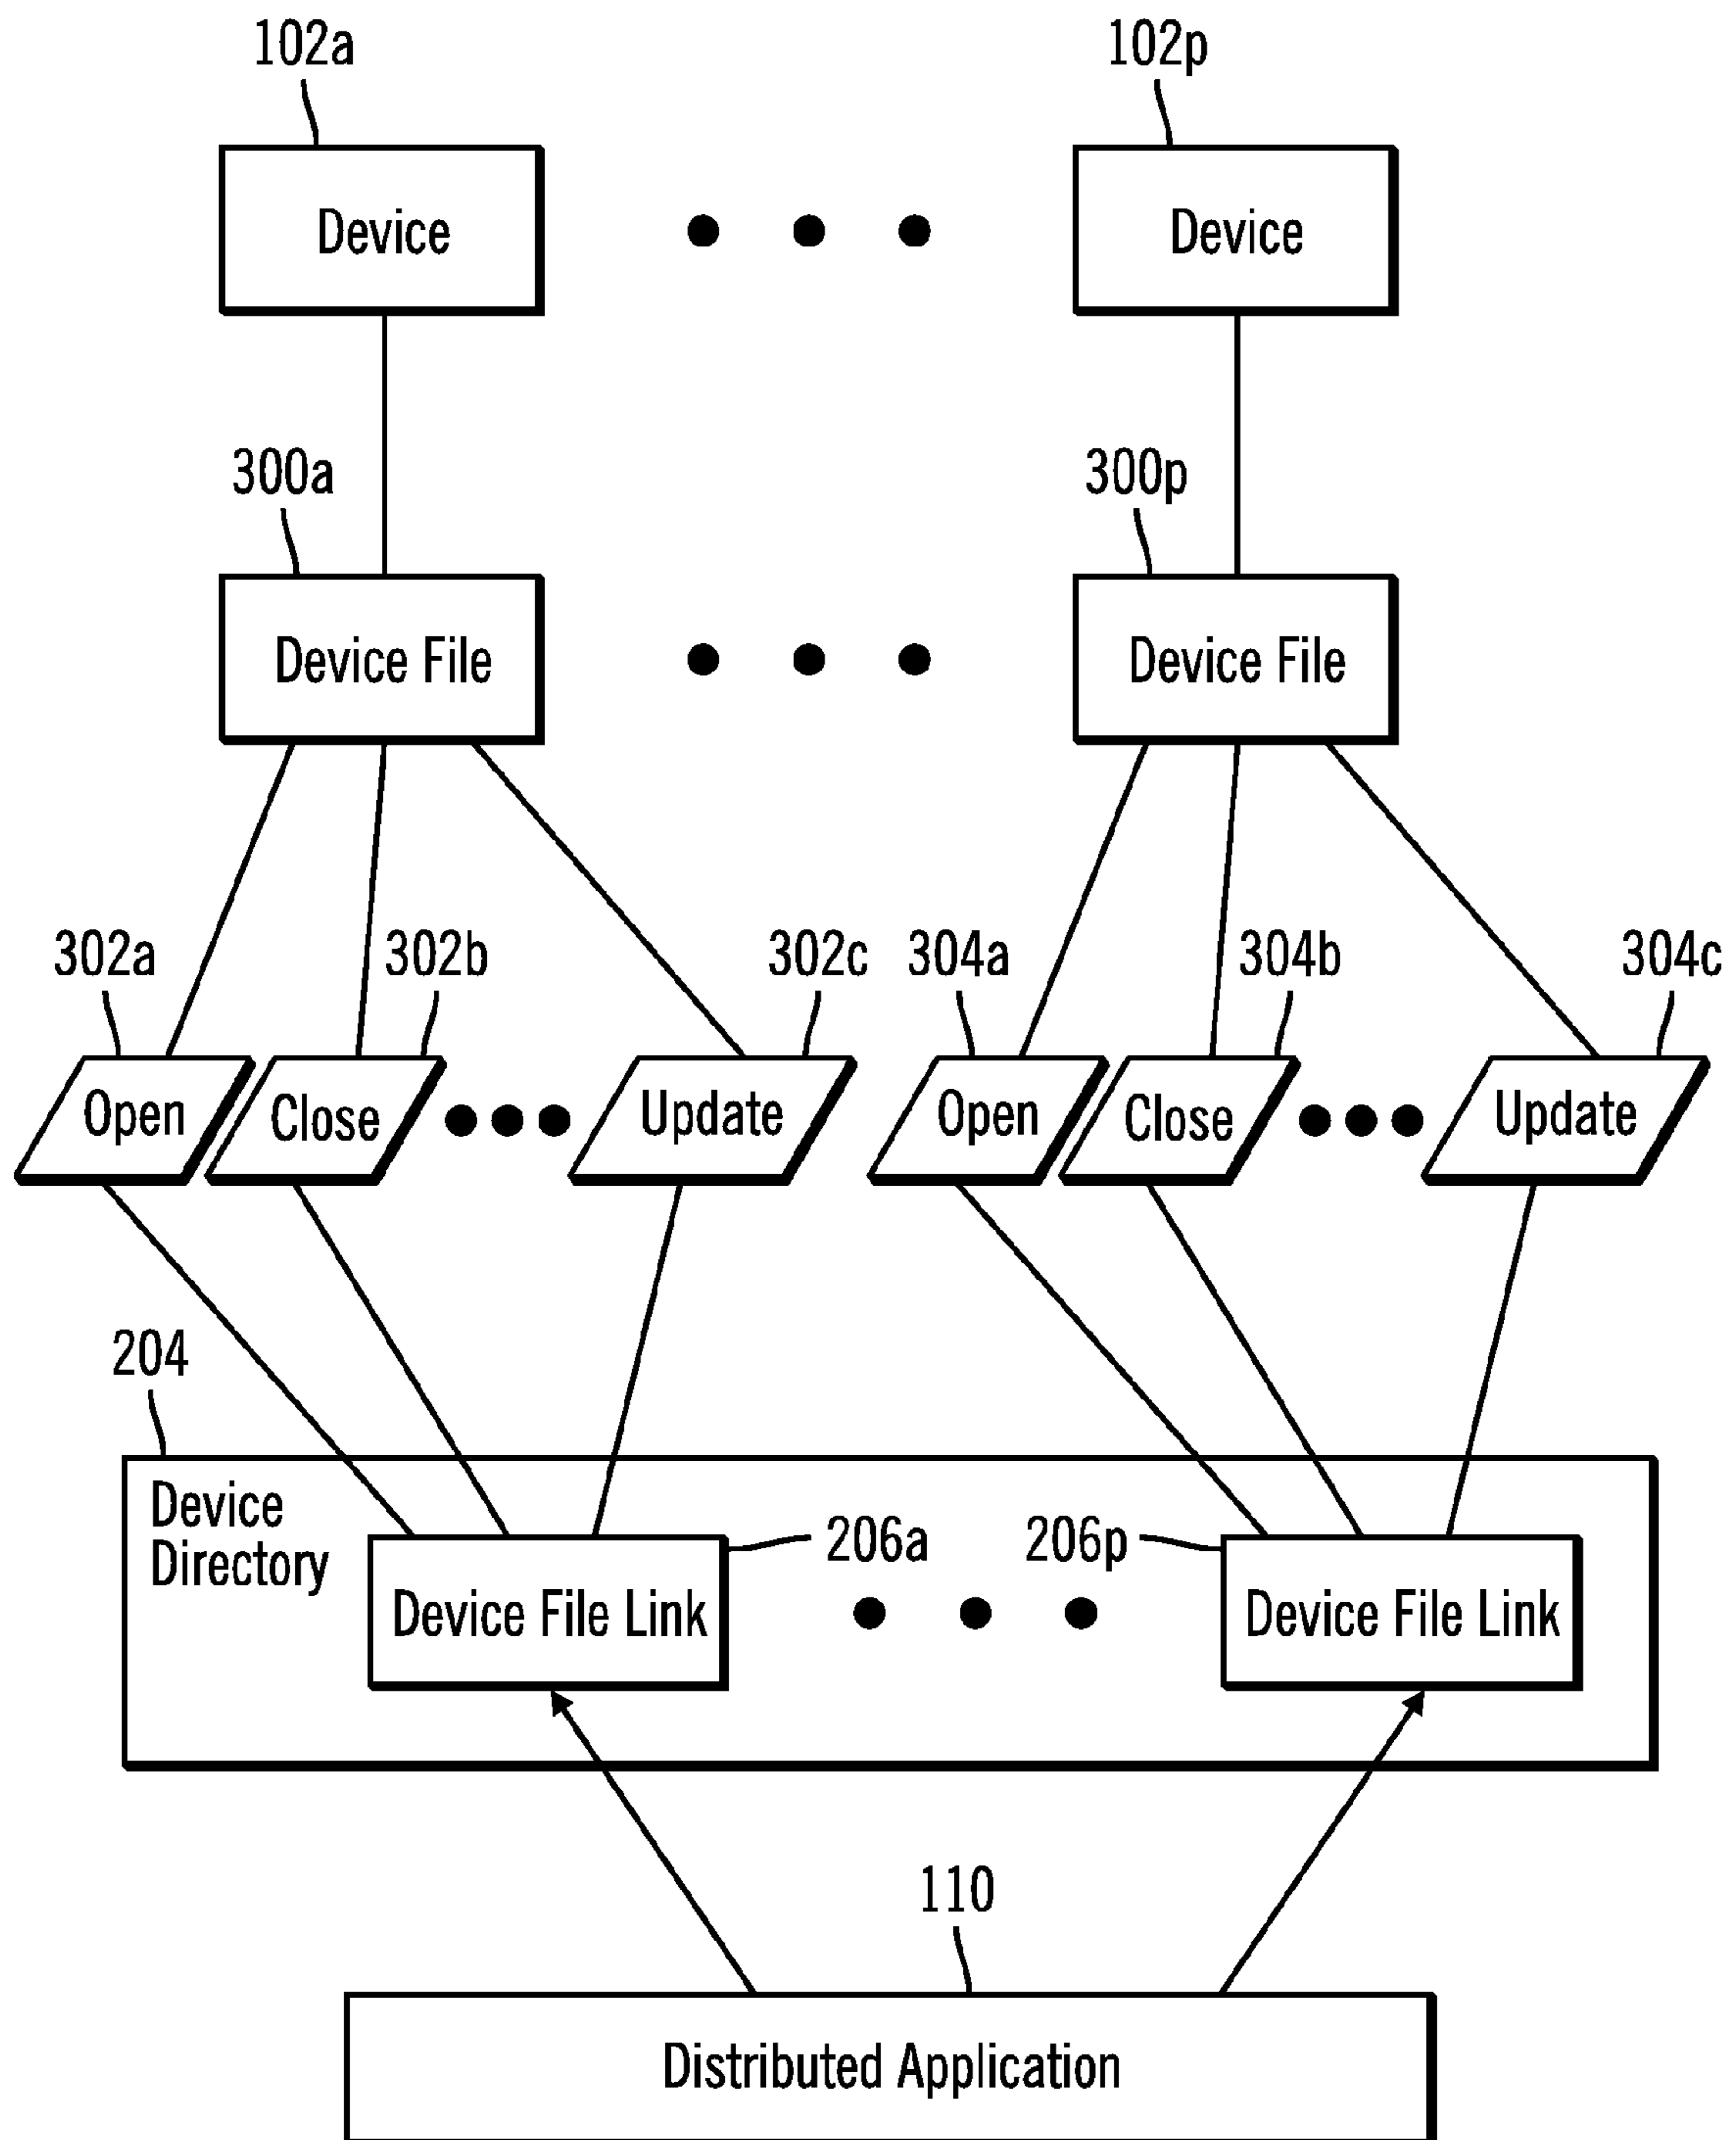 102a
102p
Device
Device
300a
300p
Device File
Device File
302a
302b
302c
304a
304b
304c
Open
Close
Update
Open
Close
Update
204
Device
Directory
206a
206p
Device File Link
Device File Link
110
Distributed Application